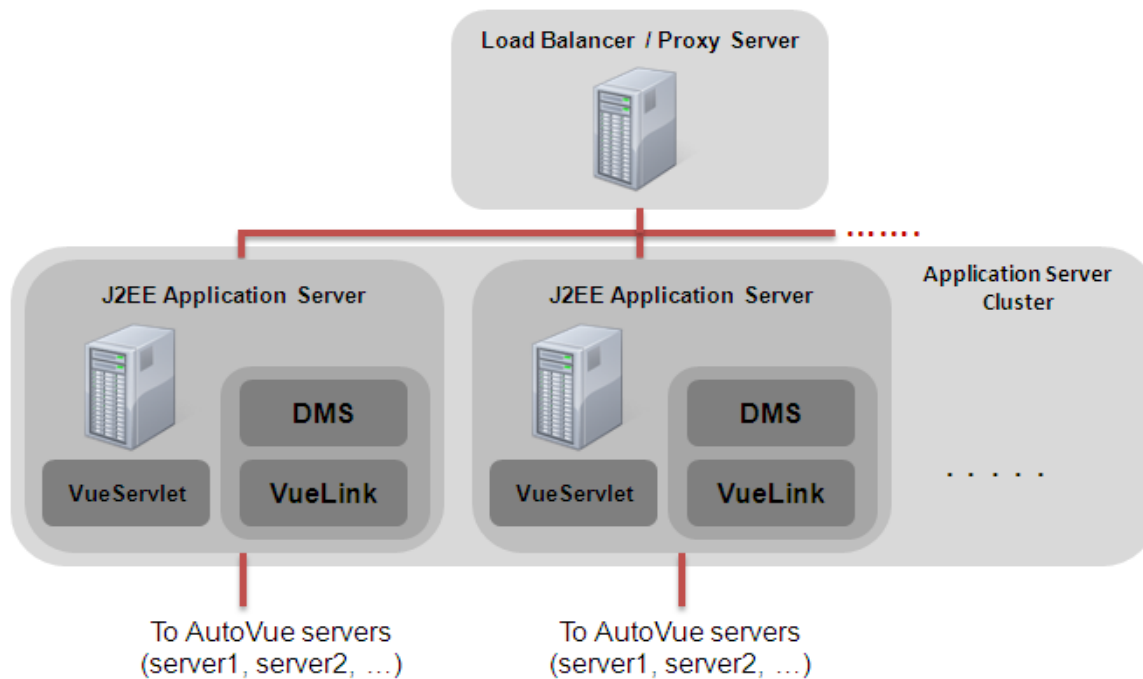 Load Balancer / Proxy Server
.......
J2EE Application Server
J2EE Application Server
Application Server
Cluster
DMS
DMS
VueServlet
VueLink
VueServlet
VueLink
. . . . .
To AutoVue servers
(server1, server2, ...)
To AutoVue servers
(server1, server2, ...)